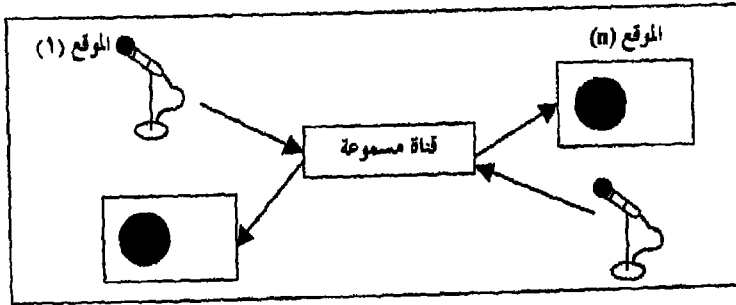 الموقع (n)
الموقع (١)
قناة مسموعة